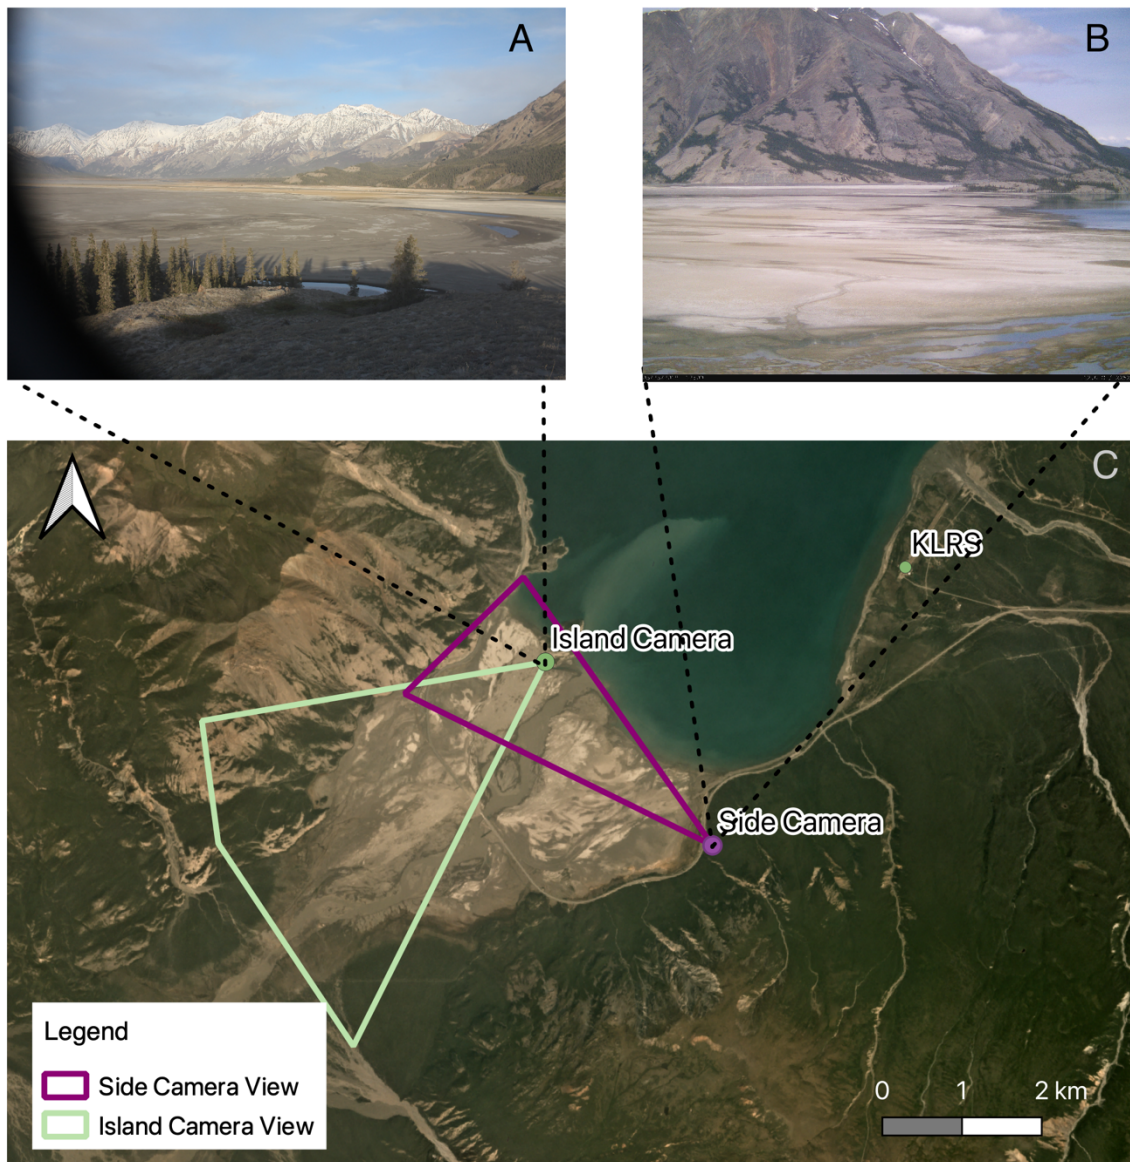 A
B
C
KLRS
Island Camera
Side Camera
Legend
Side Camera View
Island Camera View
0 1 2 km